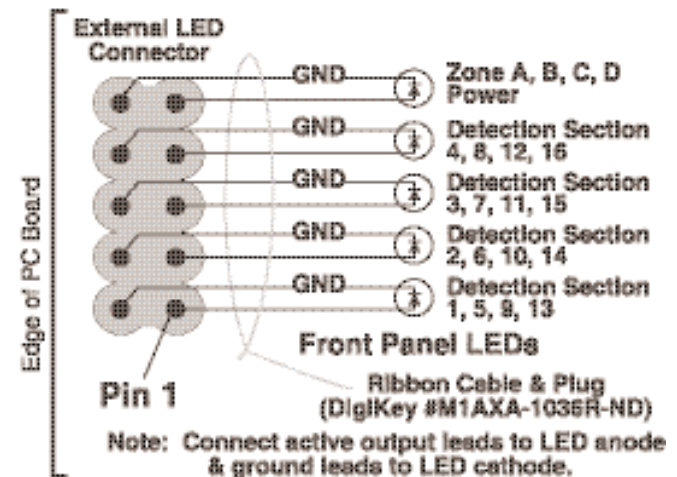 External LED
Connector
GND
Zone A, B, C, D
Power
GND
Detection Section
4, 8, 12, 16
GND
Detection Section
3, 7, 11, 15
GND
Detection Section
2, 6, 10, 14
GND
Detection Section
1, 5, 9, 13
Edge of PC Board
Front Panel LEDs
Pin 1
Ribbon Cable & Plug
(DigiKey #M1AXA-1036R-ND)
Note: Connect active output leads to LED anode
& ground leads to LED cathode.